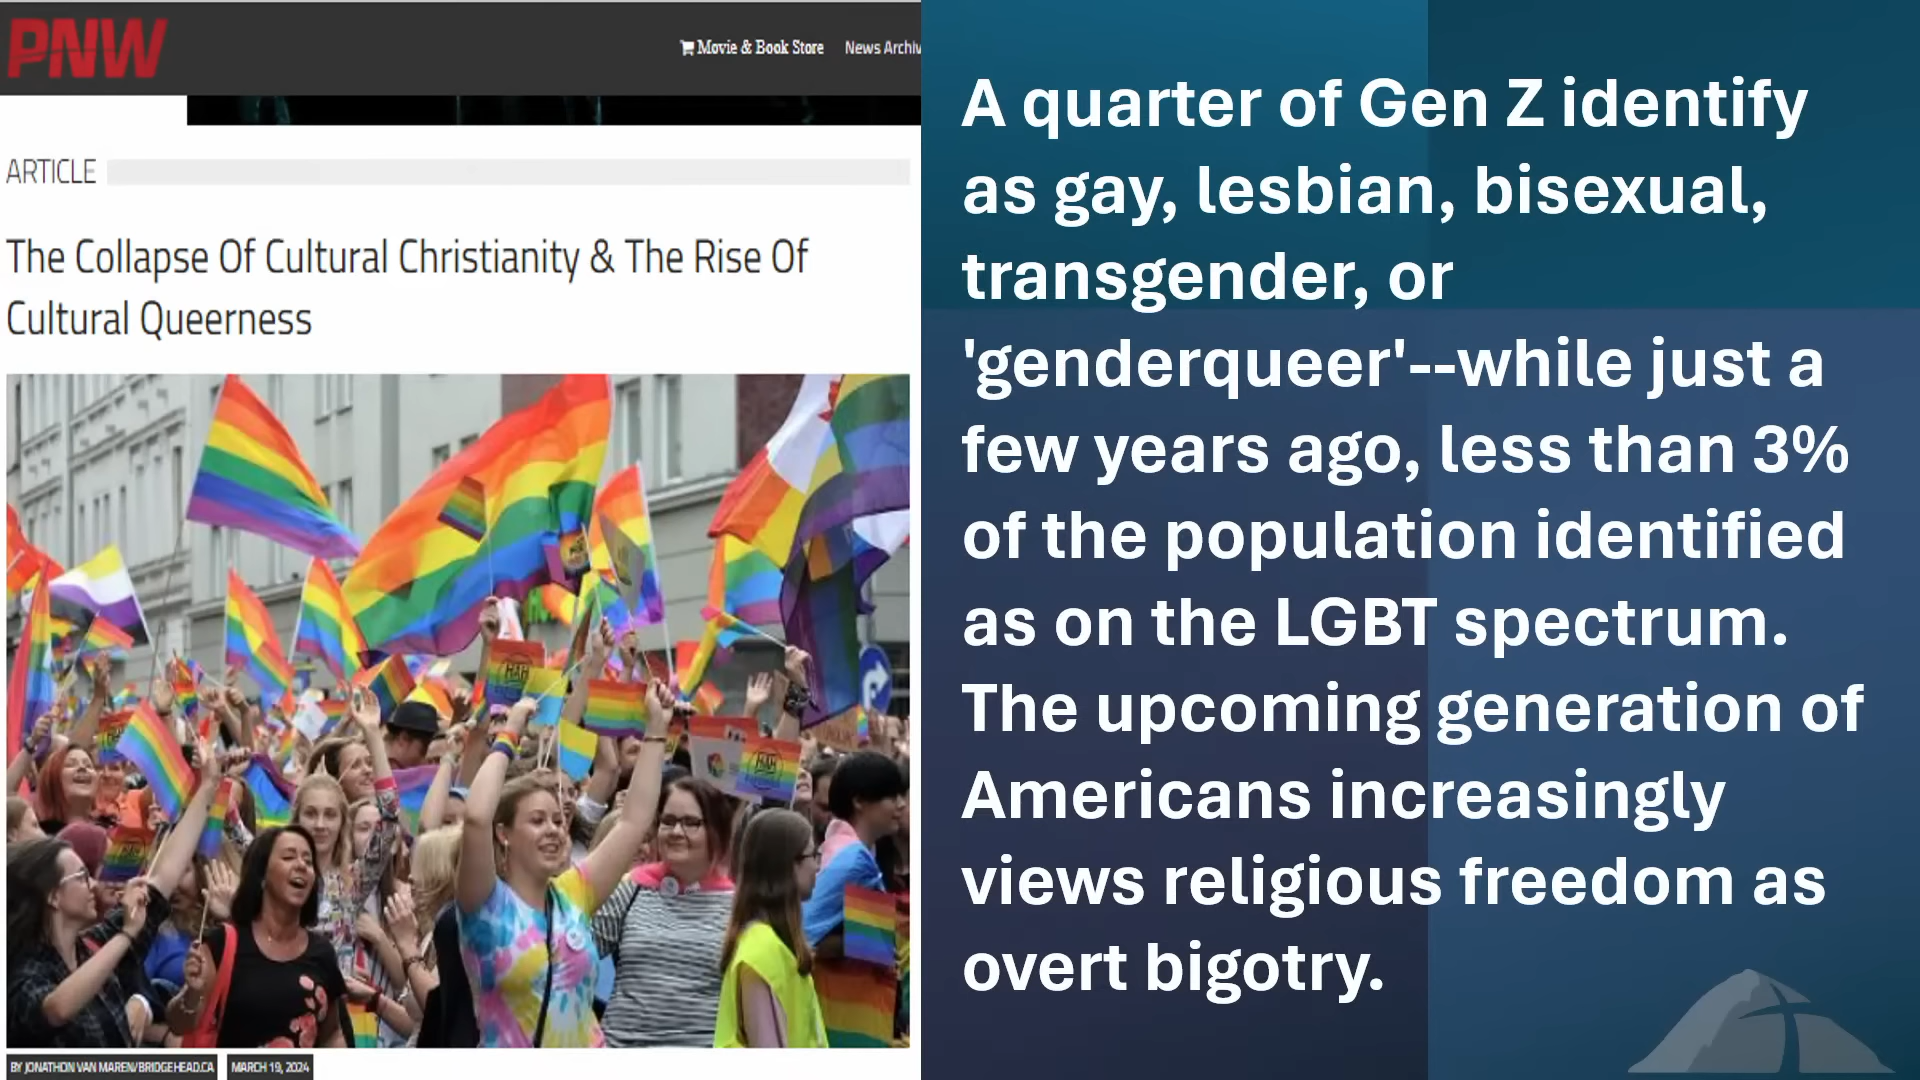 PNW
Movie & Book Store
News Archiv
ARTICLE
The Collapse Of Cultural Christianity & The Rise Of
Cultural Queerness
BY JONATHON VAN MAREN/BRIDGEHEAD.CA
MARCH 19, 2024
A quarter of Gen Z identify
as gay, lesbian, bisexual,
transgender, or
'genderqueer'--while just a
few years ago, less than 3%
of the population identified
as on the LGBT spectrum.
The upcoming generation of
Americans increasingly
views religious freedom as
overt bigotry.